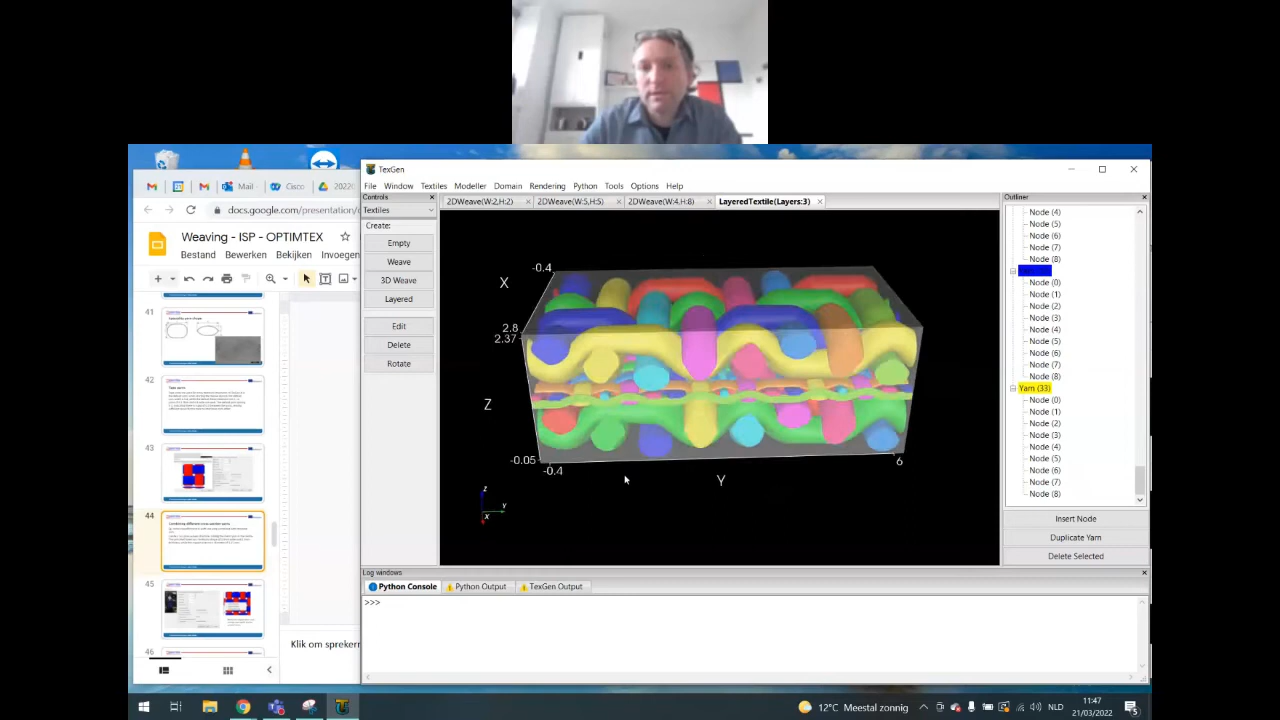 TexGen
File Window Textiles Modeller Domain Rendering Python Tools Options Help
Controls
Textiles
Create:
Empty
Weave
3D Weave
Layered
Edit
Delete
Rotate
2DWeave(W:2,H:2)
2DWeave(W:5,H:5)
2DWeave(W:4,H:8)
LayeredTextile(Layers:3)
-0.4
X
2.8
2.37
Z
-0.05
-0.4
Y
6
z
y
x
Outliner
Node (4)
Node (5)
Node (6)
Node (7)
Node (8)
Node (0)
Node (1)
Node (2)
Node (3)
Node (4)
Node (5)
Node (6)
Node (7)
Node (8)
Yarn (33)
Node (0)
Node (1)
Node (2)
Node (3)
Node (4)
Node (5)
Node (6)
Node (7)
Node (8)
Insert Node
Duplicate Yarn
Delete Selected
Log windows
Python Console
Python Output
TexGen Output
>>>
Mail
Cisco
docs.google.com/presentation/
Weaving - ISP - OPTIMTEX
Bestand Bewerken Bekijken Invoegen
41
42
43
44
45
46
Klik om spreker
12°C Meestal zonnig
NLD
11:47
21/03/2022
5